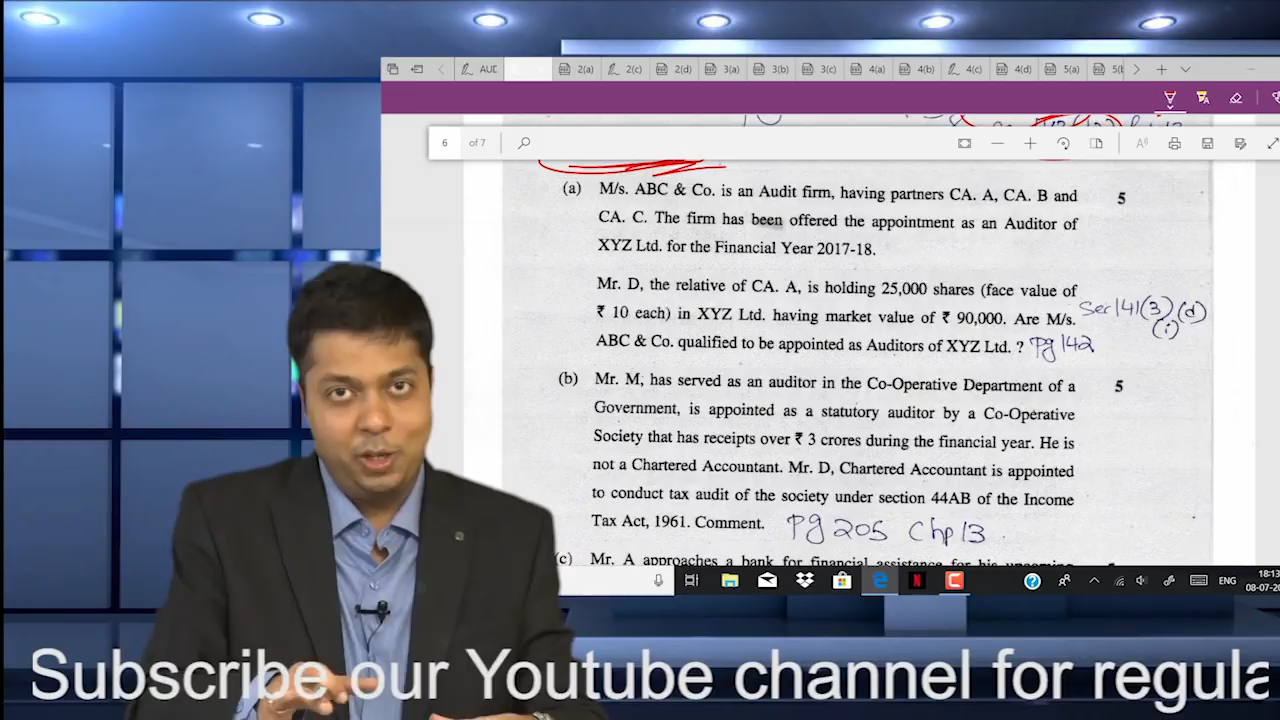 AUD
2(a)
2(c)
2(d)
3(a)
3(b)
3(c)
4(a)
4(b)
4(c)
4(d)
5(a)
6 of 7
(a) M/s. ABC & Co. is an Audit firm, having partners CA. A, CA. B and 5
CA. C. The firm has been offered the appointment as an Auditor of
XYZ Ltd. for the Financial Year 2017-18.
Mr. D, the relative of CA. A, is holding 25,000 shares (face value of
₹ 10 each) in XYZ Ltd. having market value of ₹ 90,000. Are M/s. Sec 141(3)(d)
(i)
ABC & Co. qualified to be appointed as Auditors of XYZ Ltd. ? Pg 142
(b) Mr. M, has served as an auditor in the Co-Operative Department of a 5
Government, is appointed as a statutory auditor by a Co-Operative
Society that has receipts over ₹ 3 crores during the financial year. He is
not a Chartered Accountant. Mr. D, Chartered Accountant is appointed
to conduct tax audit of the society under section 44AB of the Income
Tax Act, 1961. Comment. Pg 205 Chp 13
(c) Mr. A approaches a bank for financial assistance for his upcoming
ENG
18:13
08-07-20
Subscribe our Youtube channel for regula